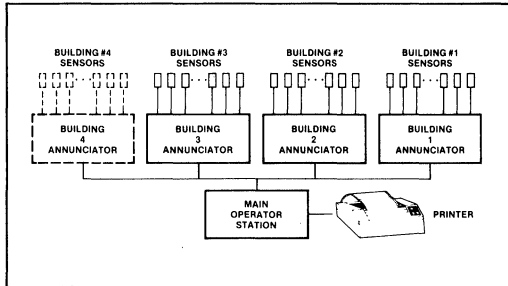 BUILDING #4 SENSORS
BUILDING #3 SENSORS
BUILDING #2 SENSORS
BUILDING #1 SENSORS
BUILDING 4 ANNUNCIATOR
BUILDING 3 ANNUNCIATOR
BUILDING 2 ANNUNCIATOR
BUILDING 1 ANNUNCIATOR
MAIN OPERATOR STATION
PRINTER